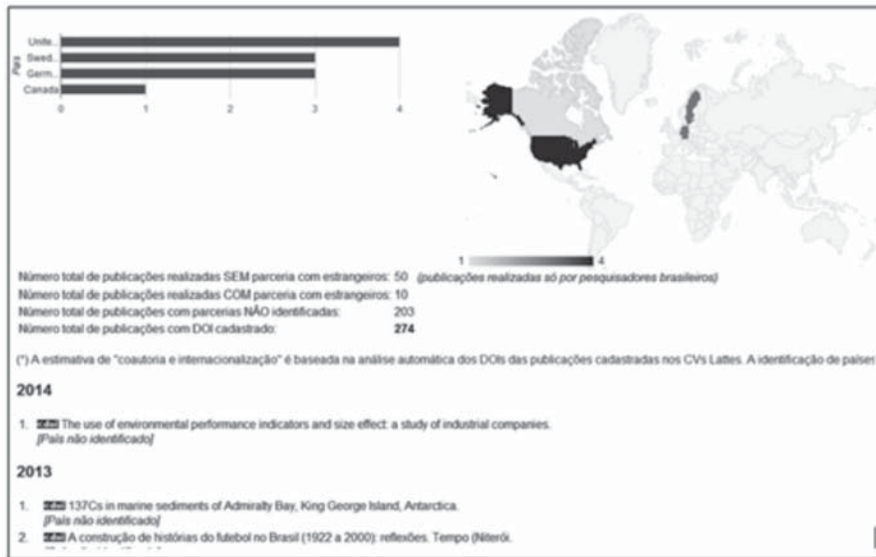 País
Unite...
Swed...
Germ...
Canada
0 1 2 3 4
1 4
Número total de publicações realizadas SEM parceria com estrangeiros: 50 (publicações realizadas só por pesquisadores brasileiros)
Número total de publicações realizadas COM parceria com estrangeiros: 10
Número total de publicações com parcerias NÃO identificadas: 203
Número total de publicações com DOI cadastrado: 274
(*) A estimativa de "coautoria e internacionalização" é baseada na análise automática dos DOIs das publicações cadastradas nos CVs Lattes. A identificação de países
2014
1. The use of environmental performance indicators and size effect: a study of industrial companies.
[País não identificado]
2013
1. 137Cs in marine sediments of Admiralty Bay, King George Island, Antarctica.
[País não identificado]
2. A construção de histórias do futebol no Brasil (1922 a 2000): reflexões. Tempo (Niterói.